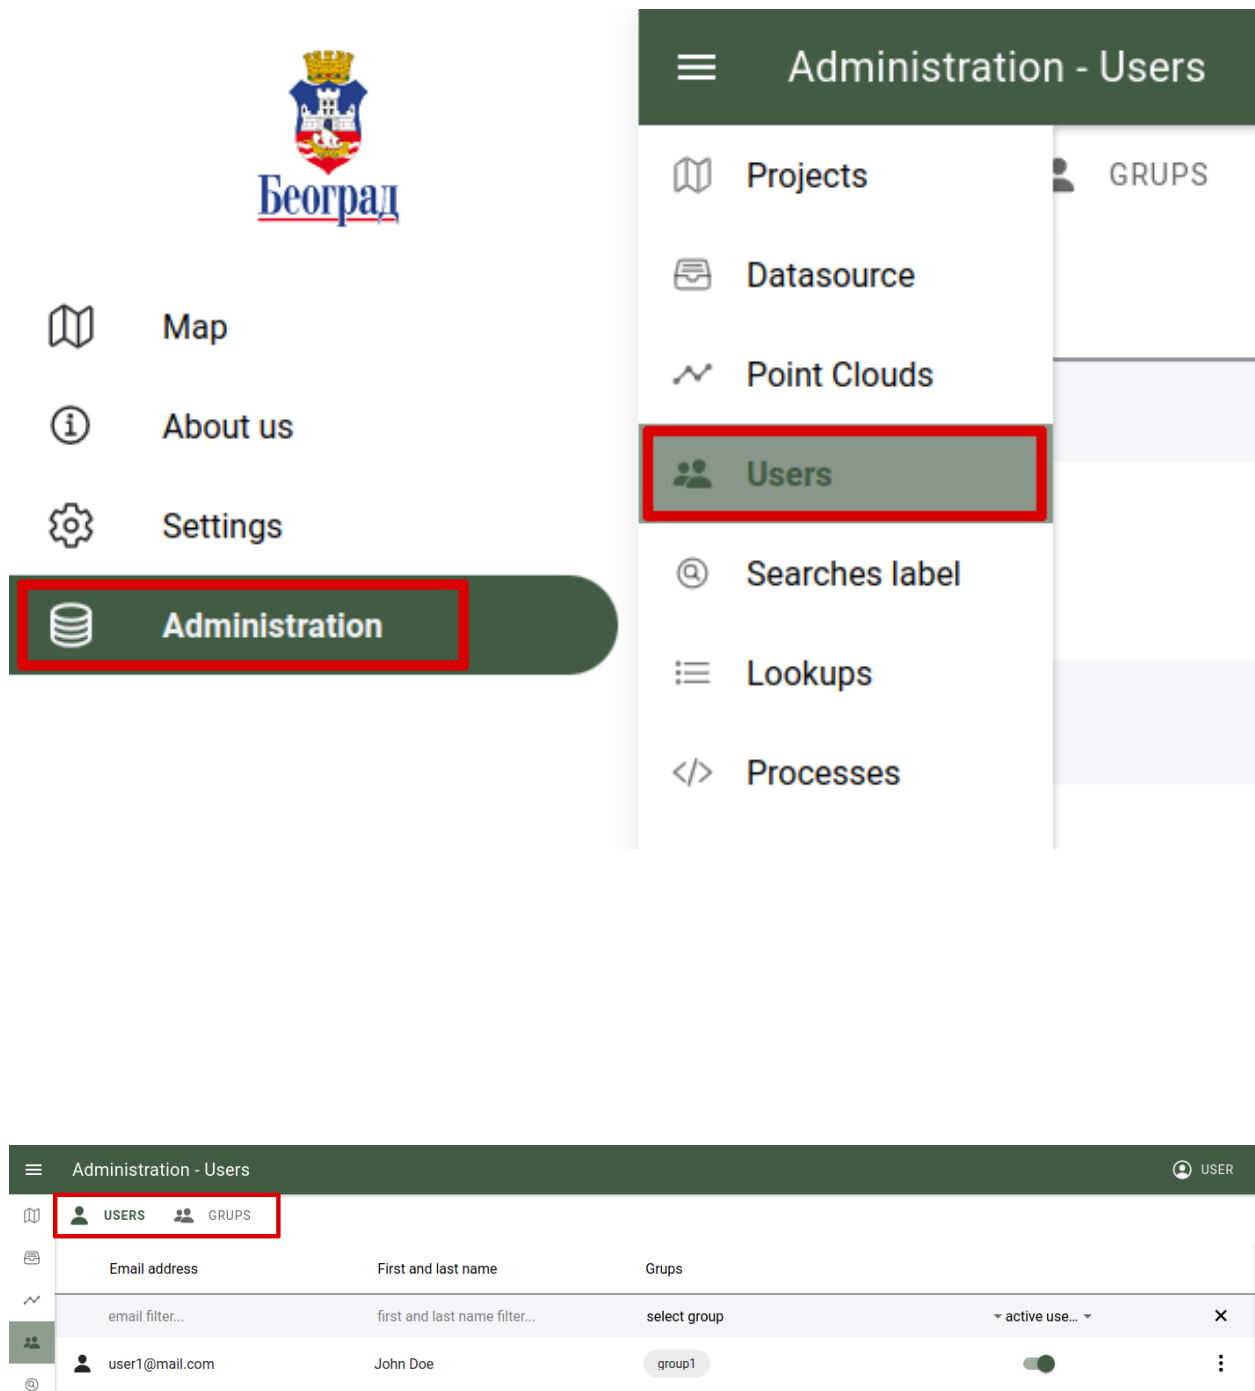 Београд
Map
About us
Settings
Administration
Administration - Users
GRUPS
Projects
Datasource
Point Clouds
Users
Searches label
Lookups
Processes
Administration - Users USER
USERS GRUPS
Email address First and last name Grups
email filter... first and last name filter... select group active use...
user1@mail.com John Doe group1